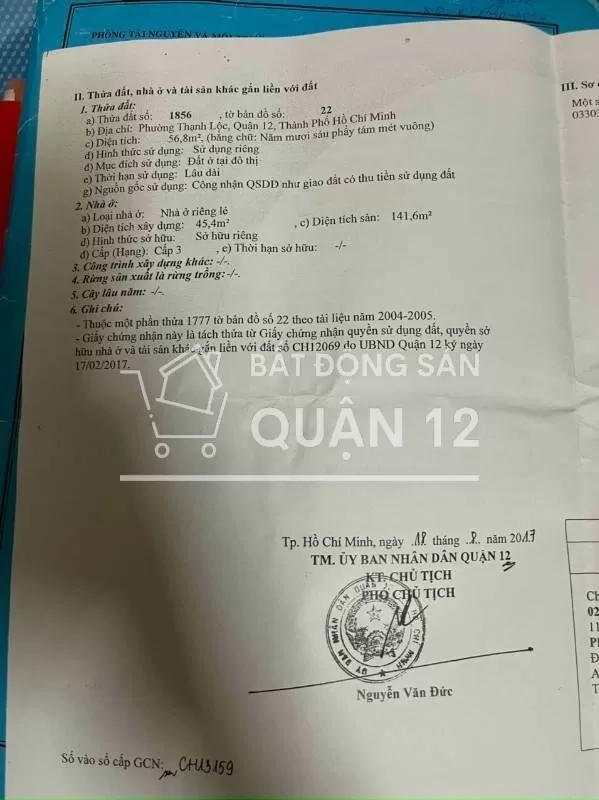 PHÒNG TÀI NGUYÊN VÀ
II. Thửa đất, nhà ở và tài sản khác gắn liền với đất
1. Thửa đất:
a) Thửa đất số: 1856 , tờ bản đồ số: 22
b) Địa chỉ: Phường Thạnh Lộc, Quận 12, Thành Phố Hồ Chí Minh
c) Diện tích: 56,8m², (bằng chữ: Năm mươi sáu phẩy tám mét vuông)
d) Hình thức sử dụng: Sử dụng riêng
đ) Mục đích sử dụng: Đất ở tại đô thị
e) Thời hạn sử dụng: Lâu dài
g) Nguồn gốc sử dụng: Công nhận QSDĐ như giao đất có thu tiền sử dụng đất
2. Nhà ở:
a) Loại nhà ở: Nhà ở riêng lẻ
b) Diện tích xây dựng: 45,4m² , c) Diện tích sàn: 141,6m²
d) Hình thức sở hữu: Sở hữu riêng
đ) Cấp (Hạng): Cấp 3 , e) Thời hạn sở hữu: -/-
3. Công trình xây dựng khác: -/-.
4. Rừng sản xuất là rừng trồng:-/-.
5. Cây lâu năm: -/-.
6. Ghi chú:
- Thuộc một phần thửa 1777 tờ bản đồ số 22 theo tài liệu năm 2004-2005.
- Giấy chứng nhận này là tách thửa từ Giấy chứng nhận quyền sử dụng đất, quyền sở
hữu nhà ở và tài sản khác gắn liền với đất số CH12069 do UBND Quận 12 ký ngày
17/02/2017.
BẤT ĐỘNG SẢN
QUẬN 12
Tp. Hồ Chí Minh, ngày 18 tháng 8 năm 2017
TM. ỦY BAN NHÂN DÂN QUẬN 12
KT. CHỦ TỊCH
PHÓ CHỦ TỊCH
Nguyễn Văn Đức
Số vào sổ cấp GCN: CH13159
III. Sơ
Một s
0330
Ch
02
11
P
Đ
A
T